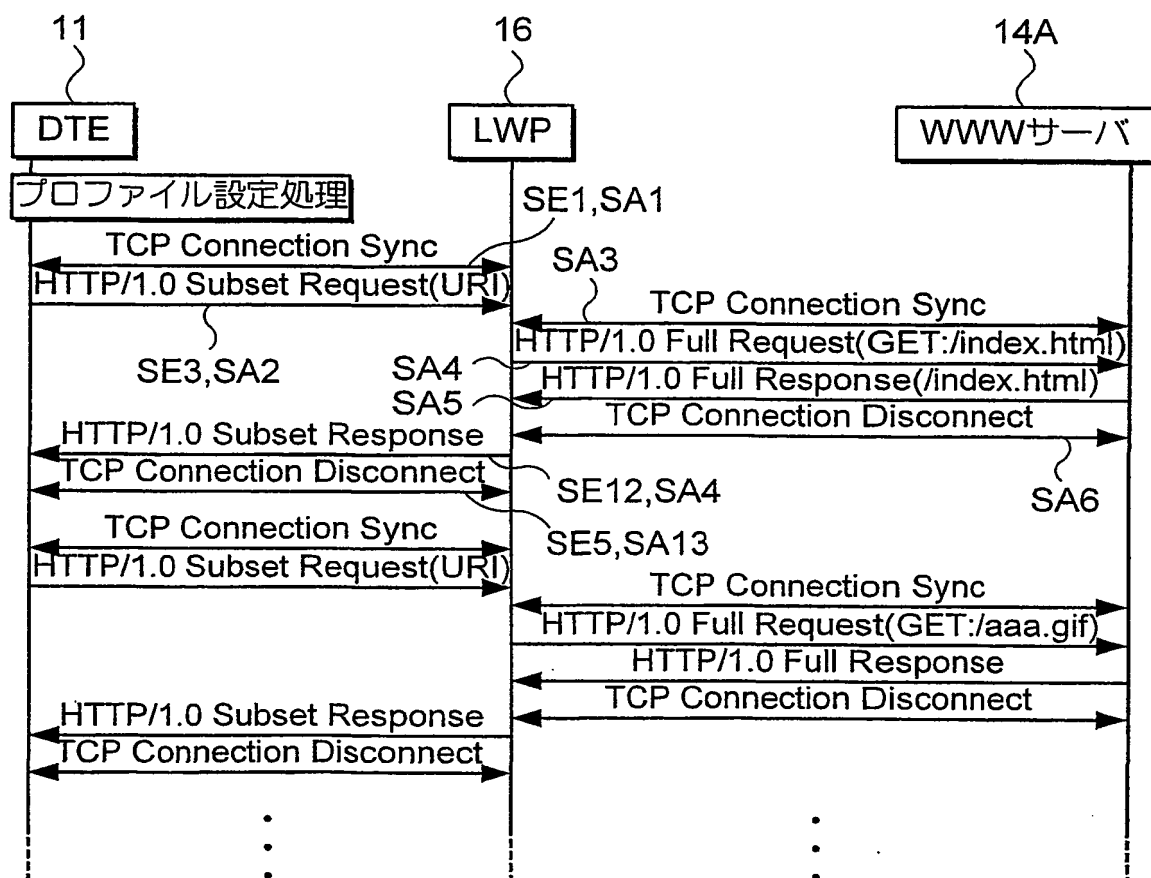 11
16
14A
DTE
LWP
WWWサーバ
プロファイル設定処理
SE1,SA1
TCP Connection Sync
SA3
HTTP/1.0 Subset Request(URI)
TCP Connection Sync
HTTP/1.0 Full Request(GET:/index.html)
SE3,SA2
SA4
HTTP/1.0 Full Response(/index.html)
SA5
TCP Connection Disconnect
HTTP/1.0 Subset Response
TCP Connection Disconnect
SE12,SA4
SA6
TCP Connection Sync
SE5,SA13
HTTP/1.0 Subset Request(URI)
TCP Connection Sync
HTTP/1.0 Full Request(GET:/aaa.gif)
HTTP/1.0 Full Response
TCP Connection Disconnect
HTTP/1.0 Subset Response
TCP Connection Disconnect